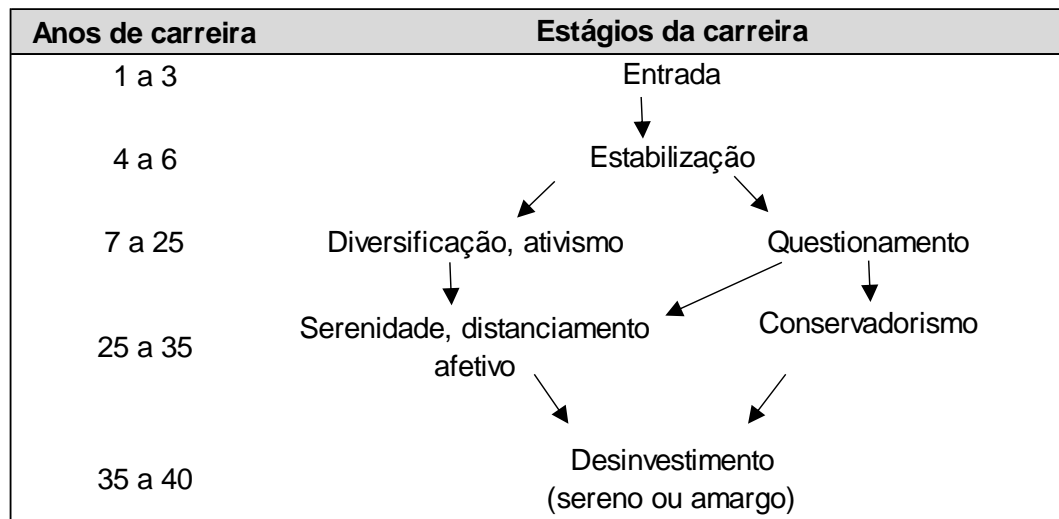 Anos de carreira Estágios da carreira
1 a 3 Entrada
4 a 6 Estabilização
7 a 25 Diversificação, ativismo Questionamento
25 a 35 Serenidade, distanciamento afetivo Conservadorismo
35 a 40 Desinvestimento
(sereno ou amargo)